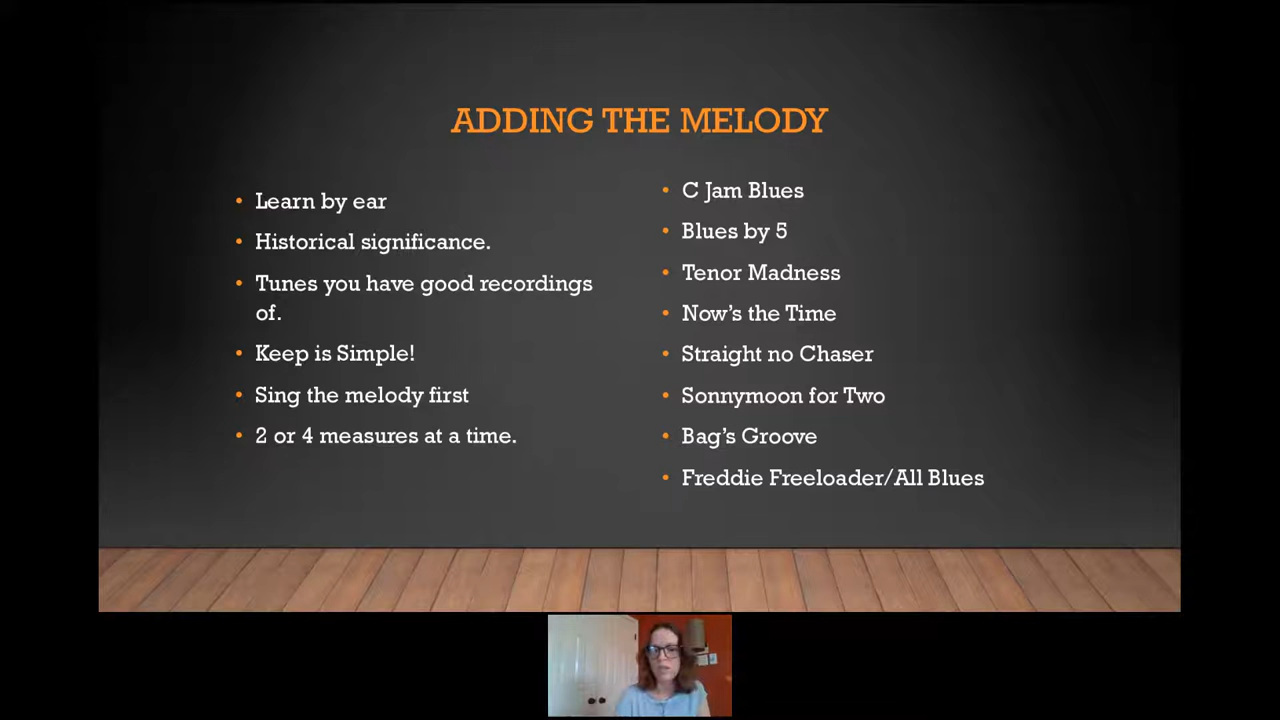 ADDING THE MELODY
• Learn by ear
• Historical significance.
• Tunes you have good recordings
of.
• Keep is Simple!
• Sing the melody first
• 2 or 4 measures at a time.
• C Jam Blues
• Blues by 5
• Tenor Madness
• Now’s the Time
• Straight no Chaser
• Sonnymoon for Two
• Bag’s Groove
• Freddie Freeloader/All Blues